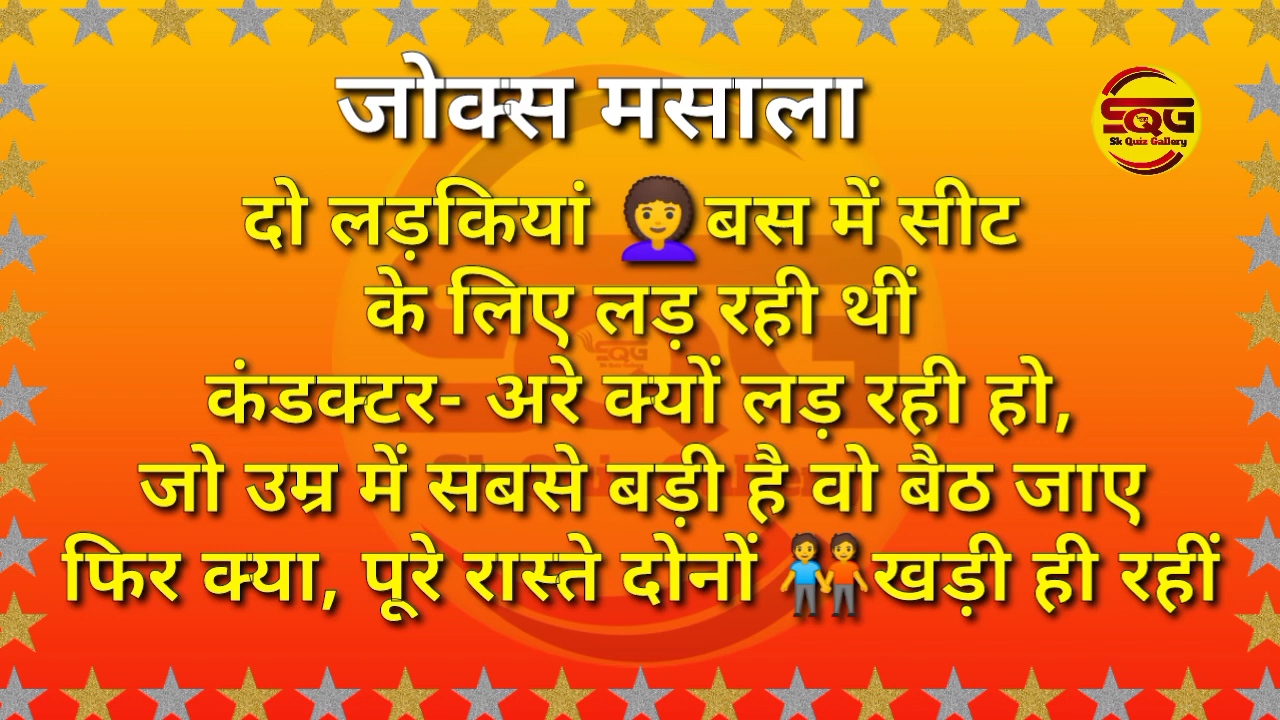 जोक्स मसाला
SQG
Sk Quiz Gallery
दो लड़कियां 👩‍🦱बस में सीट
के लिए लड़ रही थीं
कंडक्टर- अरे क्यों लड़ रही हो,
जो उम्र में सबसे बड़ी है वो बैठ जाए
फिर क्या, पूरे रास्ते दोनों 🧑‍🤝‍🧑खड़ी ही रहीं